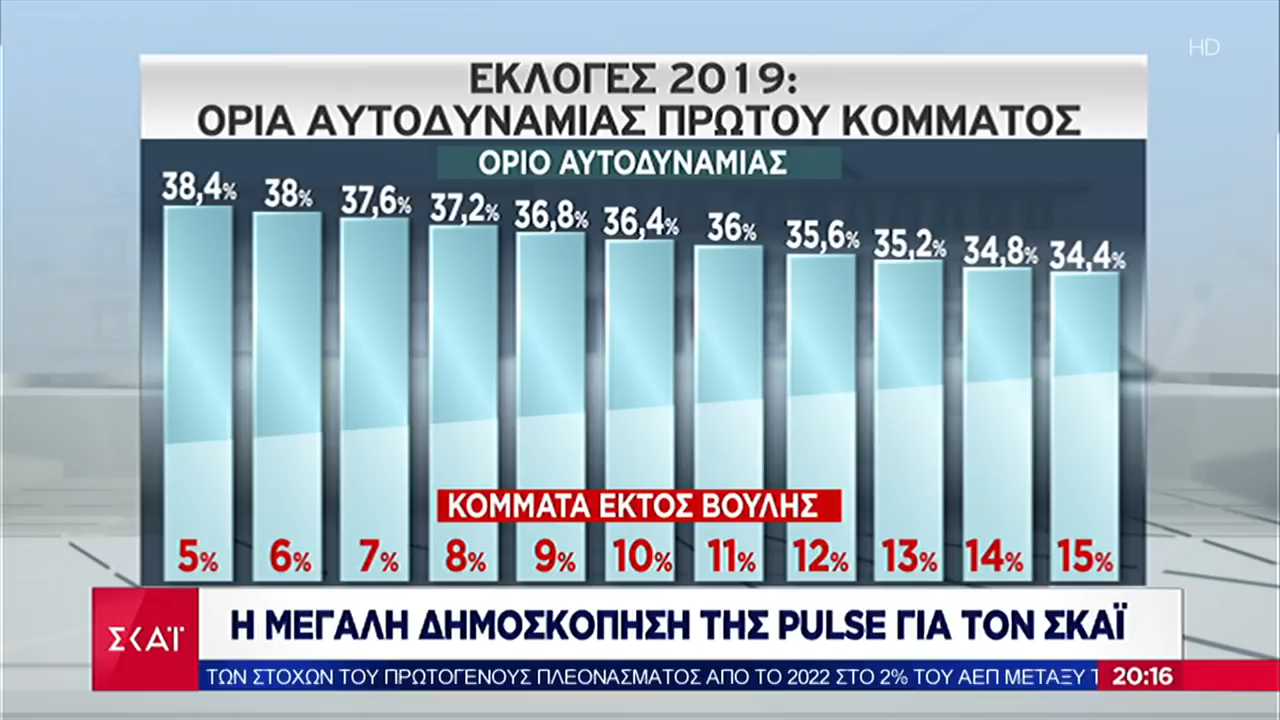 HD
ΕΚΛΟΓΕΣ 2019:
ΟΡΙΑ ΑΥΤΟΔΥΝΑΜΙΑΣ ΠΡΩΤΟΥ ΚΟΜΜΑΤΟΣ
ΟΡΙΟ ΑΥΤΟΔΥΝΑΜΙΑΣ
38,4% 38% 37,6% 37,2% 36,8% 36,4% 36% 35,6% 35,2% 34,8% 34,4%
ΚΟΜΜΑΤΑ ΕΚΤΟΣ ΒΟΥΛΗΣ
5% 6% 7% 8% 9% 10% 11% 12% 13% 14% 15%
ΣΚΑΪ Η ΜΕΓΑΛΗ ΔΗΜΟΣΚΟΠΗΣΗ ΤΗΣ PULSE ΓΙΑ ΤΟΝ ΣΚΑΪ
ΤΩΝ ΣΤΟΧΩΝ ΤΟΥ ΠΡΩΤΟΓΕΝΟΥΣ ΠΛΕΟΝΑΣΜΑΤΟΣ ΑΠΟ ΤΟ 2022 ΣΤΟ 2% ΤΟΥ ΑΕΠ ΜΕΤΑΞΥ Τ 20:16